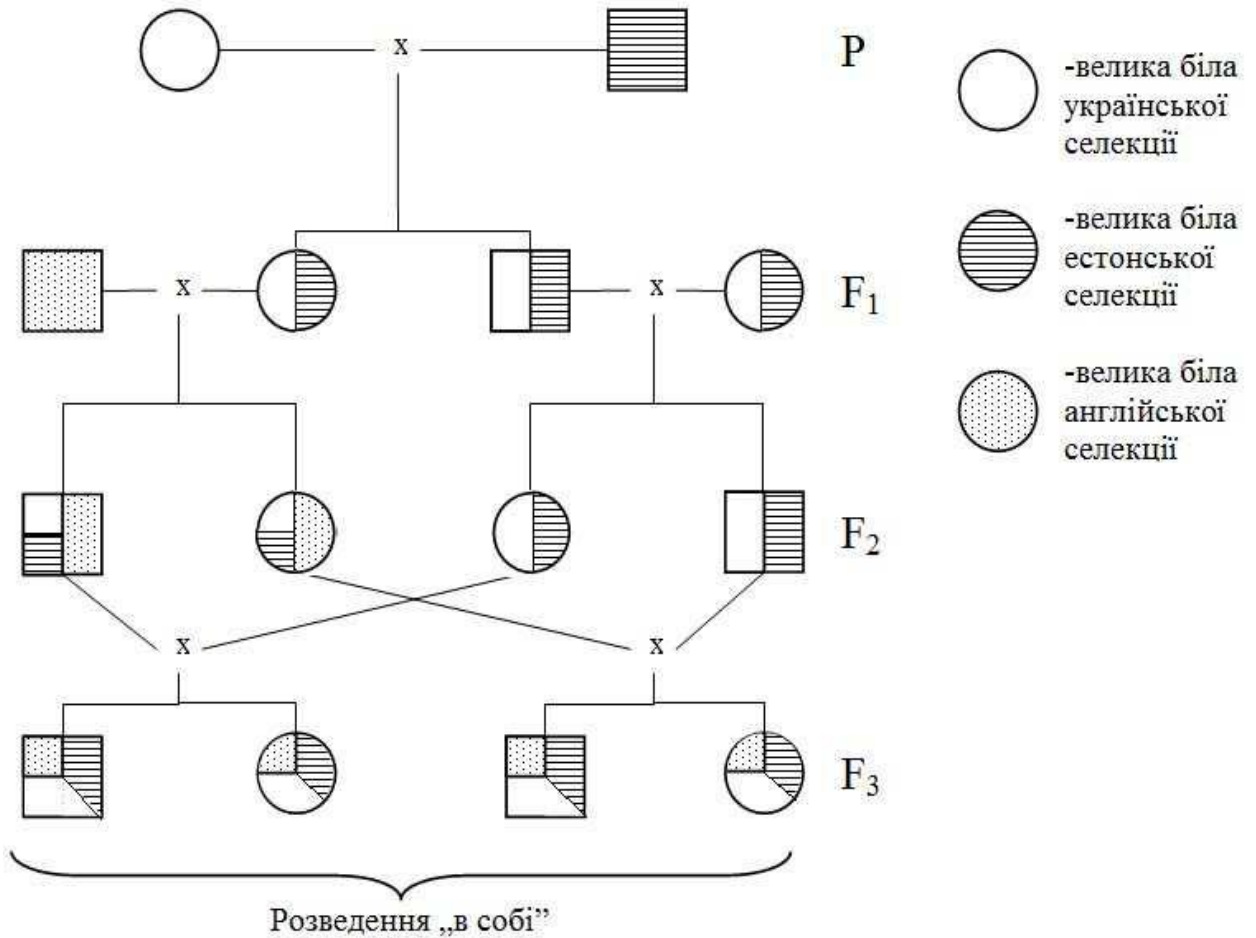 x
P
-велика біла
української
селекції
-велика біла
естонської
селекції
x
x
F₁
-велика біла
англійської
селекції
F₂
x
x
F₃
Розведення „в собі”